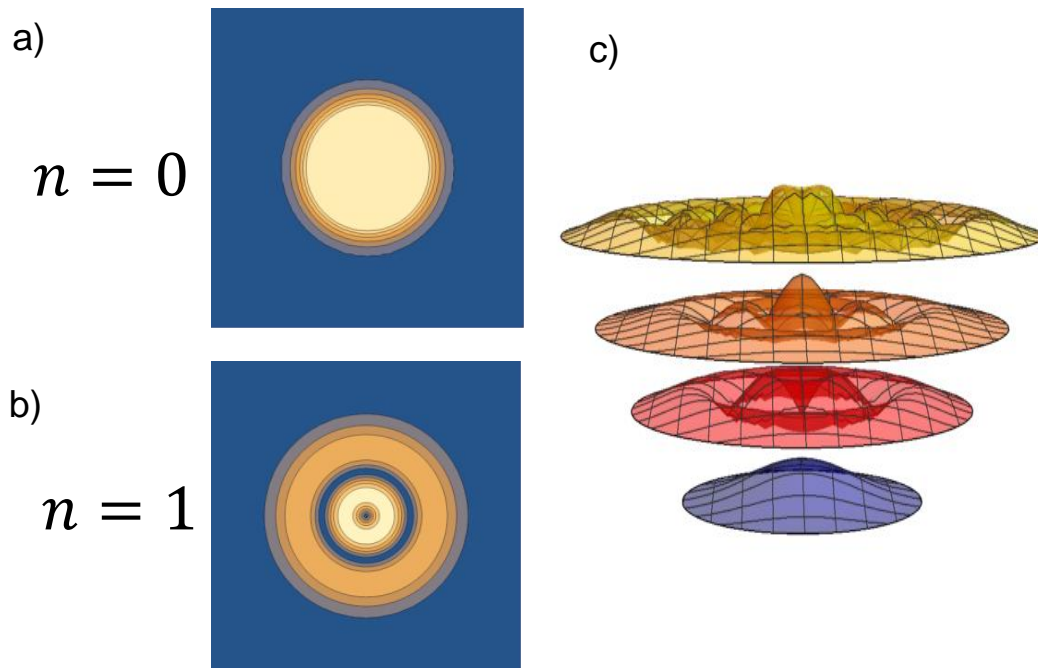 a)
n = 0
b)
n = 1
c)